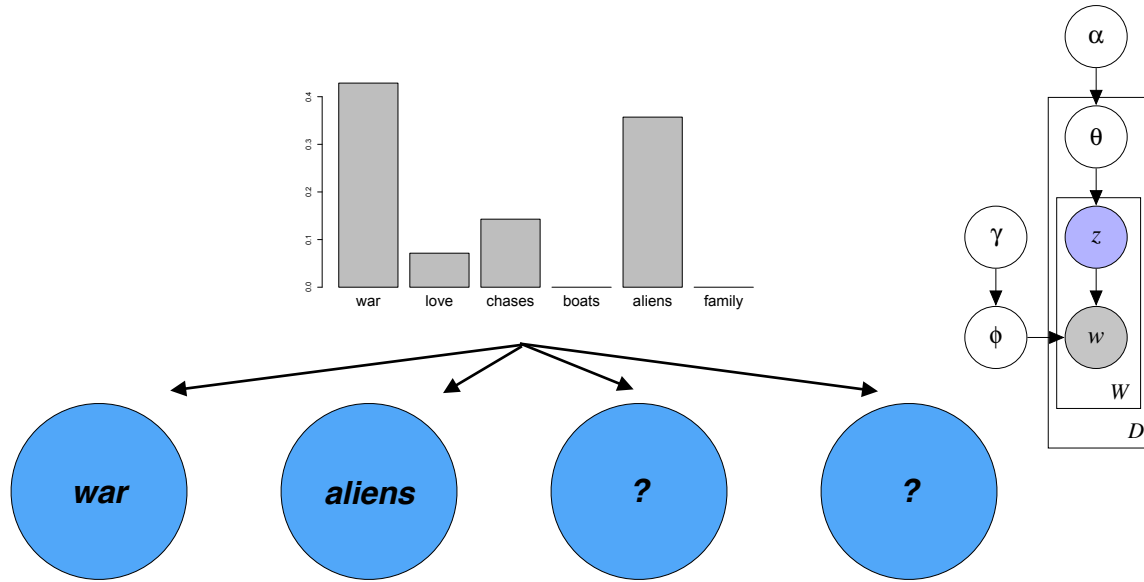 α
θ
γ
z
ϕ
w
W
D
0.4
0.3
0.2
0.1
0.0
war love chases boats aliens family
war aliens ? ?